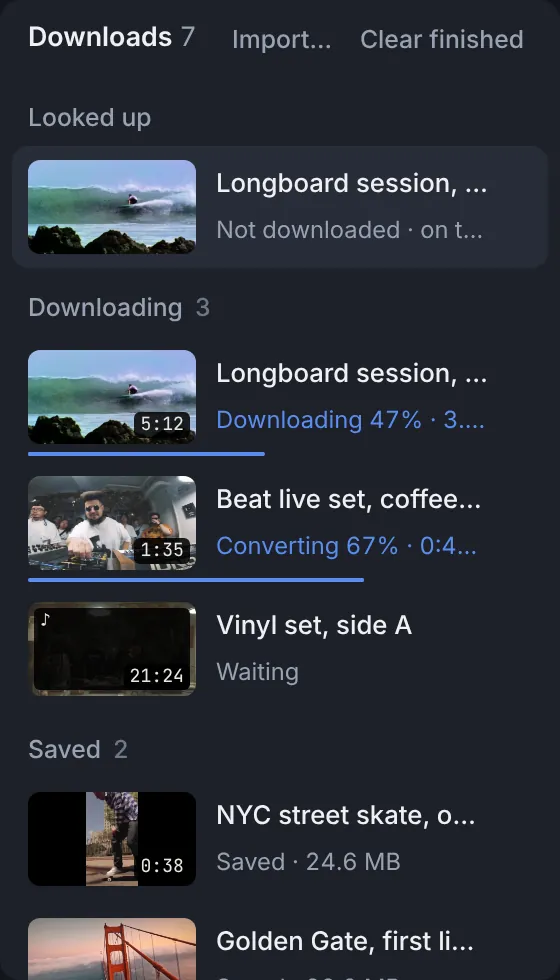 Downloads 7 Import... Clear finished
Looked up
Longboard session, ...
Not downloaded · on t...
Downloading 3
Longboard session, ...
5:12
Downloading 47% · 3....
Beat live set, coffee...
1:35
Converting 67% · 0:4...
♪
Vinyl set, side A
21:24
Waiting
Saved 2
NYC street skate, o...
0:38
Saved · 24.6 MB
Golden Gate, first li...